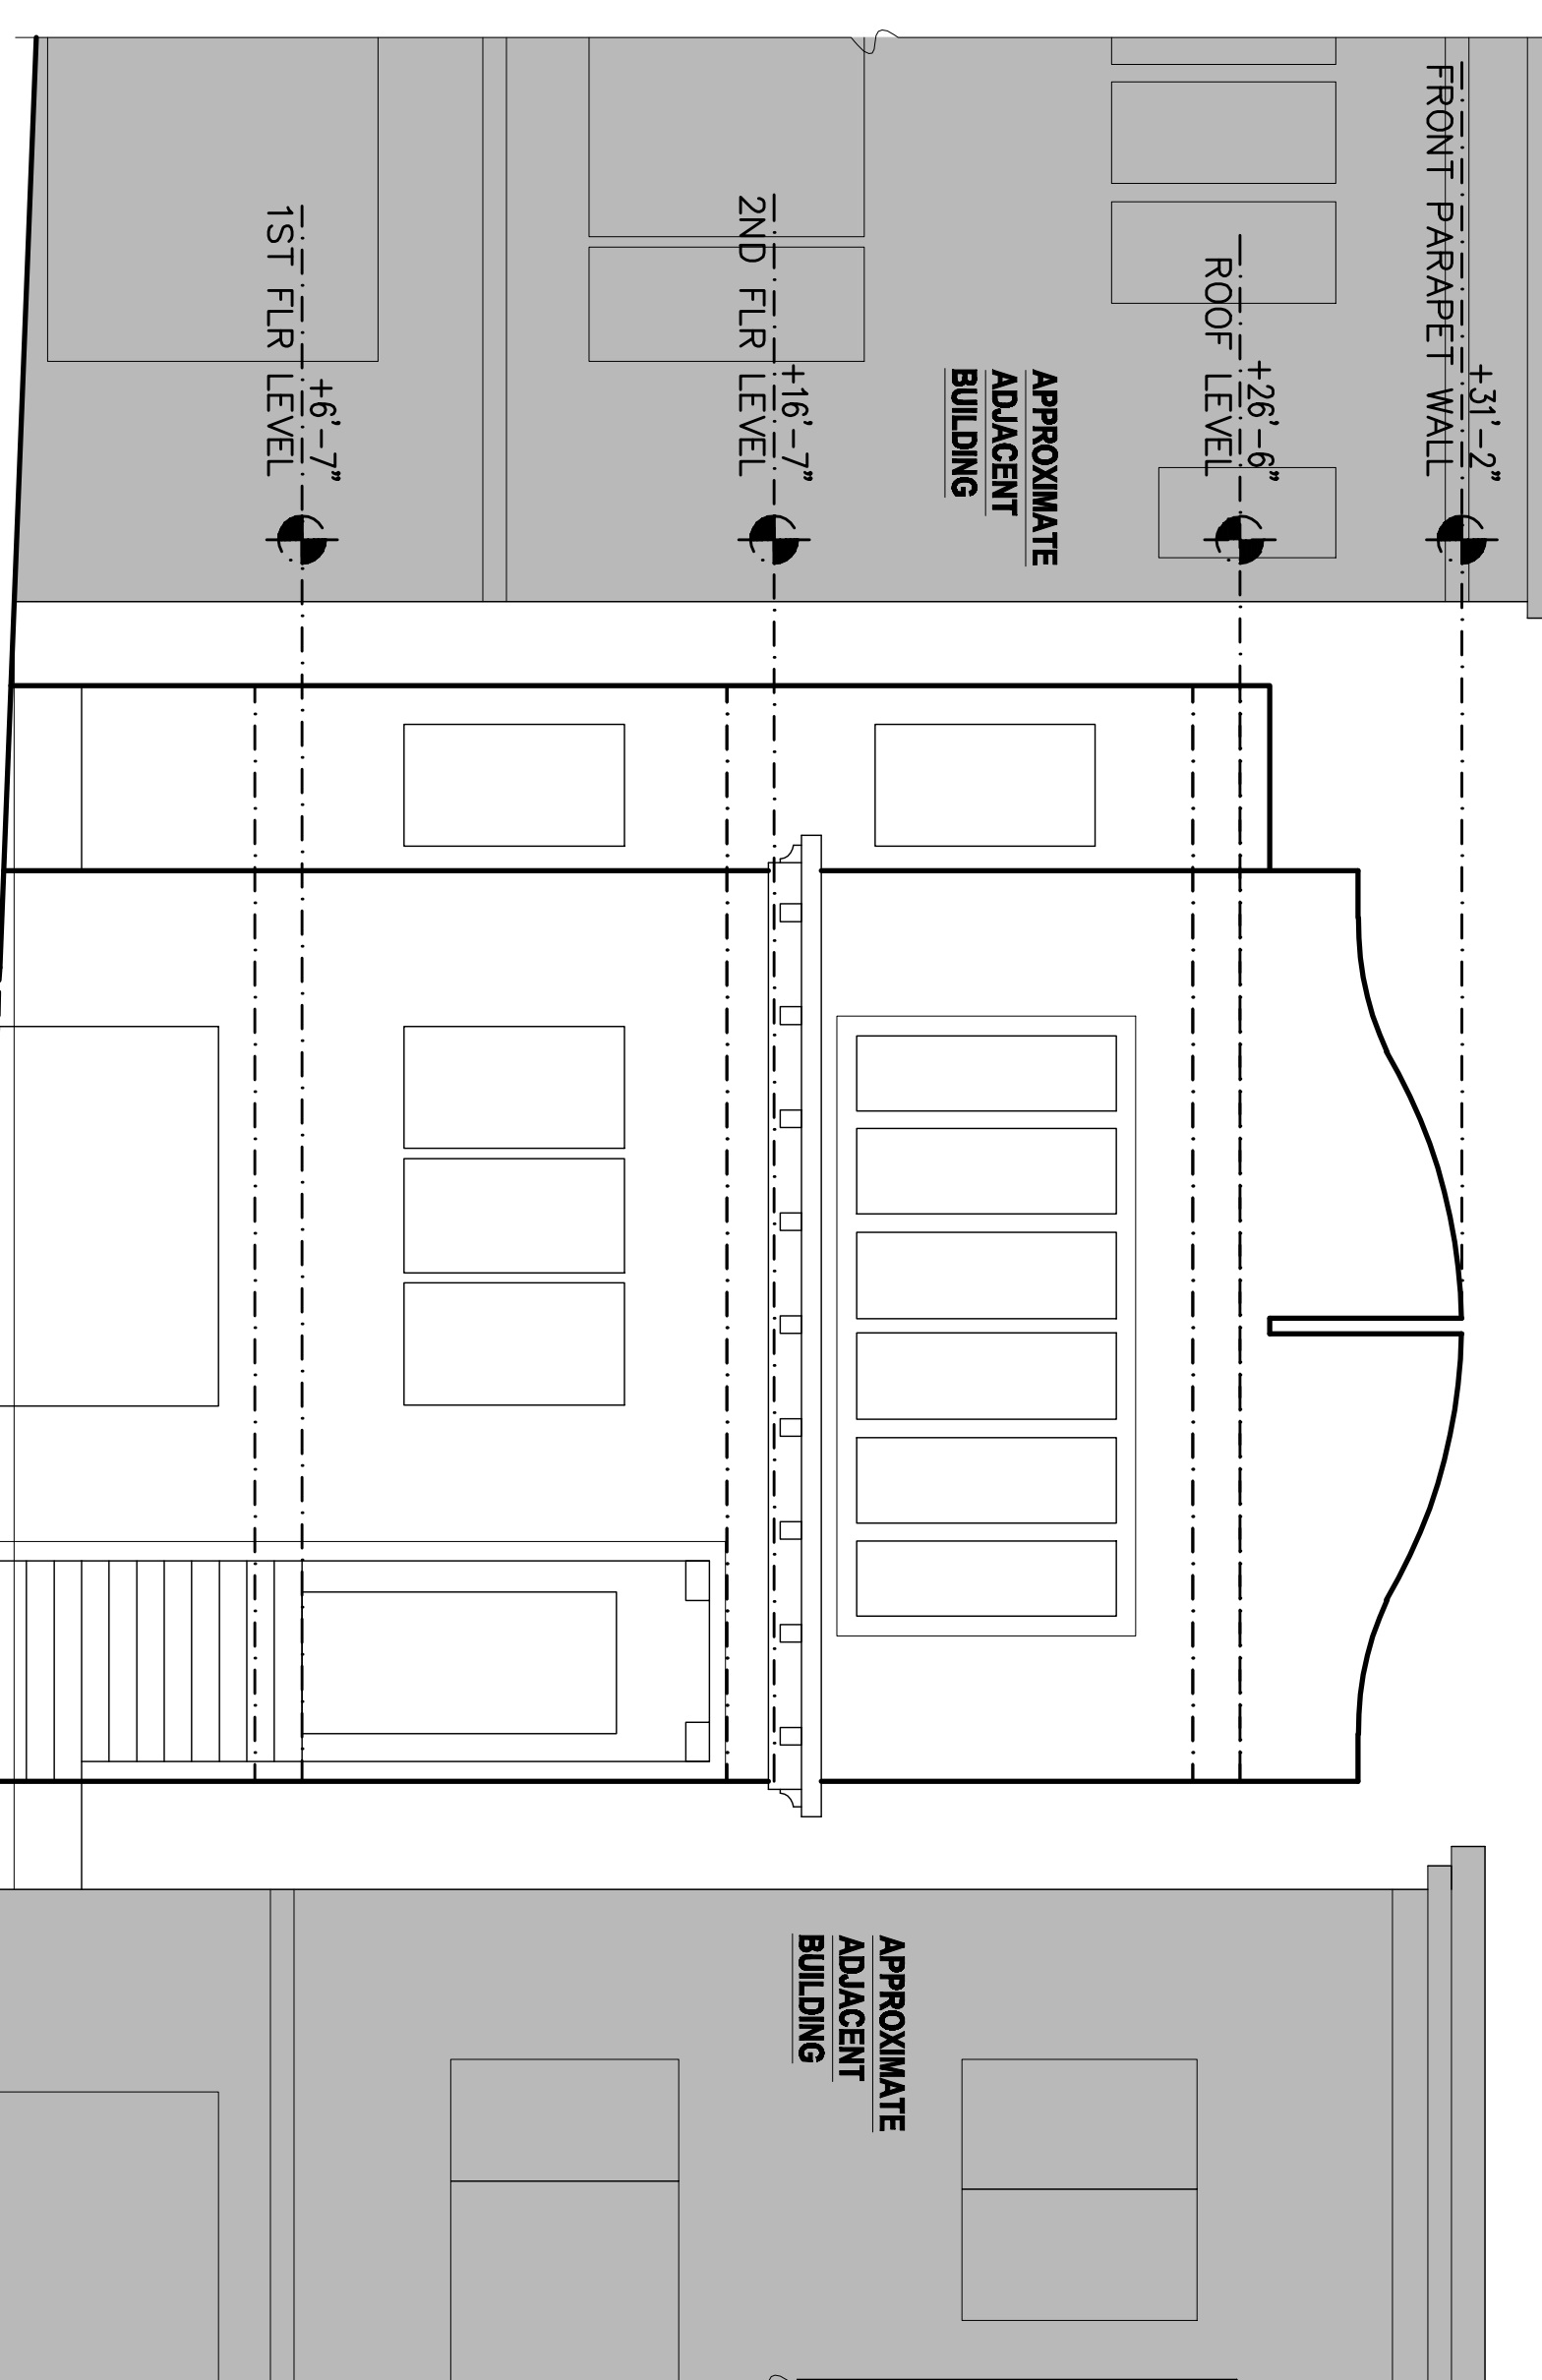 +31'-2"
FRONT PARAPET WALL
+26'-6"
ROOF LEVEL
APPROXIMATE
ADJACENT
BUILDING
+16'-7"
2ND FLR LEVEL
+6'-7"
1ST FLR LEVEL
APPROXIMATE
ADJACENT
BUILDING